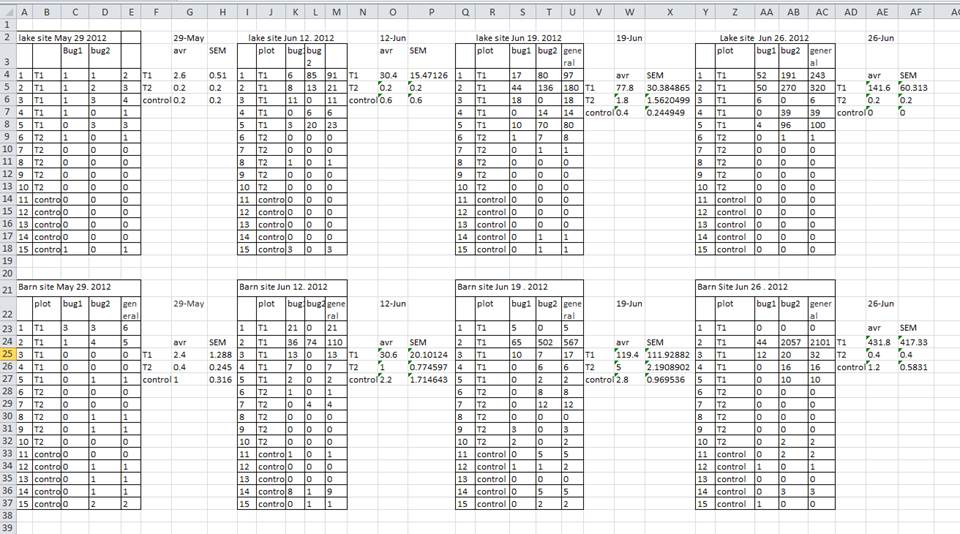 A B C D E F G H I J K L M N O P Q R S T U V W X Y Z AA AB AC AD AE AF AG
1
2 lake site May 29 2012 29-May lake site Jun 12. 2012 12-Jun lake site Jun 19. 2012 19-Jun Lake site Jun 26. 2012 26-Jun
3 Bug1 bug2 avr SEM plot bug1 bug 2 avr SEM plot bug1 bug2 gene ral plot bug1 bug2 gener al
4 1 T1 1 1 2 T1 2.6 0.51 1 T1 6 85 91 T1 30.4 15.47126 1 T1 17 80 97 avr SEM 1 T1 52 191 243 avr SEM
5 2 T1 1 2 3 T2 0.2 0.2 2 T1 8 13 21 T2 0.2 0.2 2 T1 44 136 180 T1 77.8 30.384865 2 T1 50 270 320 T1 141.6 60.313
6 3 T1 1 3 4 control 0.2 0.2 3 T1 11 0 11 control 0.6 0.6 3 T1 18 0 18 T2 1.8 1.5620499 3 T1 6 0 6 T2 0.2 0.2
7 4 T1 1 0 1 4 T1 0 6 6 4 T1 0 14 14 control 0.4 0.244949 4 T1 0 39 39 control 0 0
8 5 T1 0 3 3 5 T1 3 20 23 5 T1 10 70 80 5 T1 4 96 100
9 6 T2 1 0 1 6 T2 0 0 0 6 T2 1 7 8 6 T2 0 1 1
10 7 T2 0 0 0 7 T2 0 0 0 7 T2 0 1 1 7 T2 0 0 0
11 8 T2 0 0 0 8 T2 1 0 1 8 T2 0 0 0 8 T2 0 0 0
12 9 T2 0 0 0 9 T2 0 0 0 9 T2 0 0 0 9 T2 0 0 0
13 10 T2 0 0 0 10 T2 0 0 0 10 T2 0 0 0 10 T2 0 0 0
14 11 contro 0 0 0 11 contro 0 0 0 11 control 0 0 0 11 control 0 0 0
15 12 contro 0 0 0 12 contro 0 0 0 12 control 0 0 0 12 control 0 0 0
16 13 contro 0 0 0 13 contro 0 0 0 13 control 0 0 0 13 control 0 0 0
17 14 contro 0 0 0 14 contro 0 0 0 14 control 0 1 1 14 control 0 0 0
18 15 contro 1 0 1 15 contro 3 0 3 15 control 0 1 1 15 control 0 0 0
19
20
21 Barn site May 29. 2012 Barn site Jun 12. 2012 Barn site Jun 19 . 2012 Barn Site Jun 26 . 2012
22 plot bug1 bug2 gen eral 29-May plot bug1 bug2 gene ral 12-Jun plot bug1 bug2 gene ral 19-Jun plot bug1 bug2 gener al 26-Jun
23 1 T1 3 3 6 1 T1 21 0 21 1 T1 5 0 5 1 T1 0 0 0
24 2 T1 1 4 5 avr SEM 2 T1 36 74 110 avr SEM 2 T1 65 502 567 avr SEM 2 T1 44 2057 2101 avr SEM
25 3 T1 0 0 0 T1 2.4 1.288 3 T1 13 0 13 T1 30.6 20.10124 3 T1 10 7 17 T1 119.4 111.92882 3 T1 12 20 32 T1 431.8 417.33
26 4 T1 0 0 0 T2 0.4 0.245 4 T1 7 0 7 T2 1 0.774597 4 T1 0 6 6 T2 5 2.1908902 4 T1 0 16 16 T2 0.4 0.4
27 5 T1 0 1 1 control 1 0.316 5 T1 2 0 2 control 2.2 1.714643 5 T1 0 2 2 control 2.8 0.969536 5 T1 0 10 10 control 1.2 0.5831
28 6 T2 0 0 0 6 T2 1 0 1 6 T2 0 8 8 6 T2 0 0 0
29 7 T2 0 0 0 7 T2 0 4 4 7 T2 0 12 12 7 T2 0 0 0
30 8 T2 0 1 1 8 T2 0 0 0 8 T2 0 0 0 8 T2 0 0 0
31 9 T2 0 1 1 9 T2 0 0 0 9 T2 3 0 3 9 T2 0 0 0
32 10 T2 0 0 0 10 T2 0 0 0 10 T2 0 2 2 10 T2 0 2 2
33 11 contro 0 0 0 11 contro 1 0 1 11 control 0 5 5 11 control 0 2 2
34 12 contro 0 1 1 12 contro 0 0 0 12 control 1 1 2 12 control 1 0 1
35 13 contro 0 1 1 13 contro 0 0 0 13 control 0 0 0 13 control 0 0 0
36 14 contro 0 1 1 14 contro 8 1 9 14 control 0 5 5 14 control 0 3 3
37 15 contro 0 2 2 15 contro 0 1 1 15 control 0 2 2 15 control 1 0 0
38
39